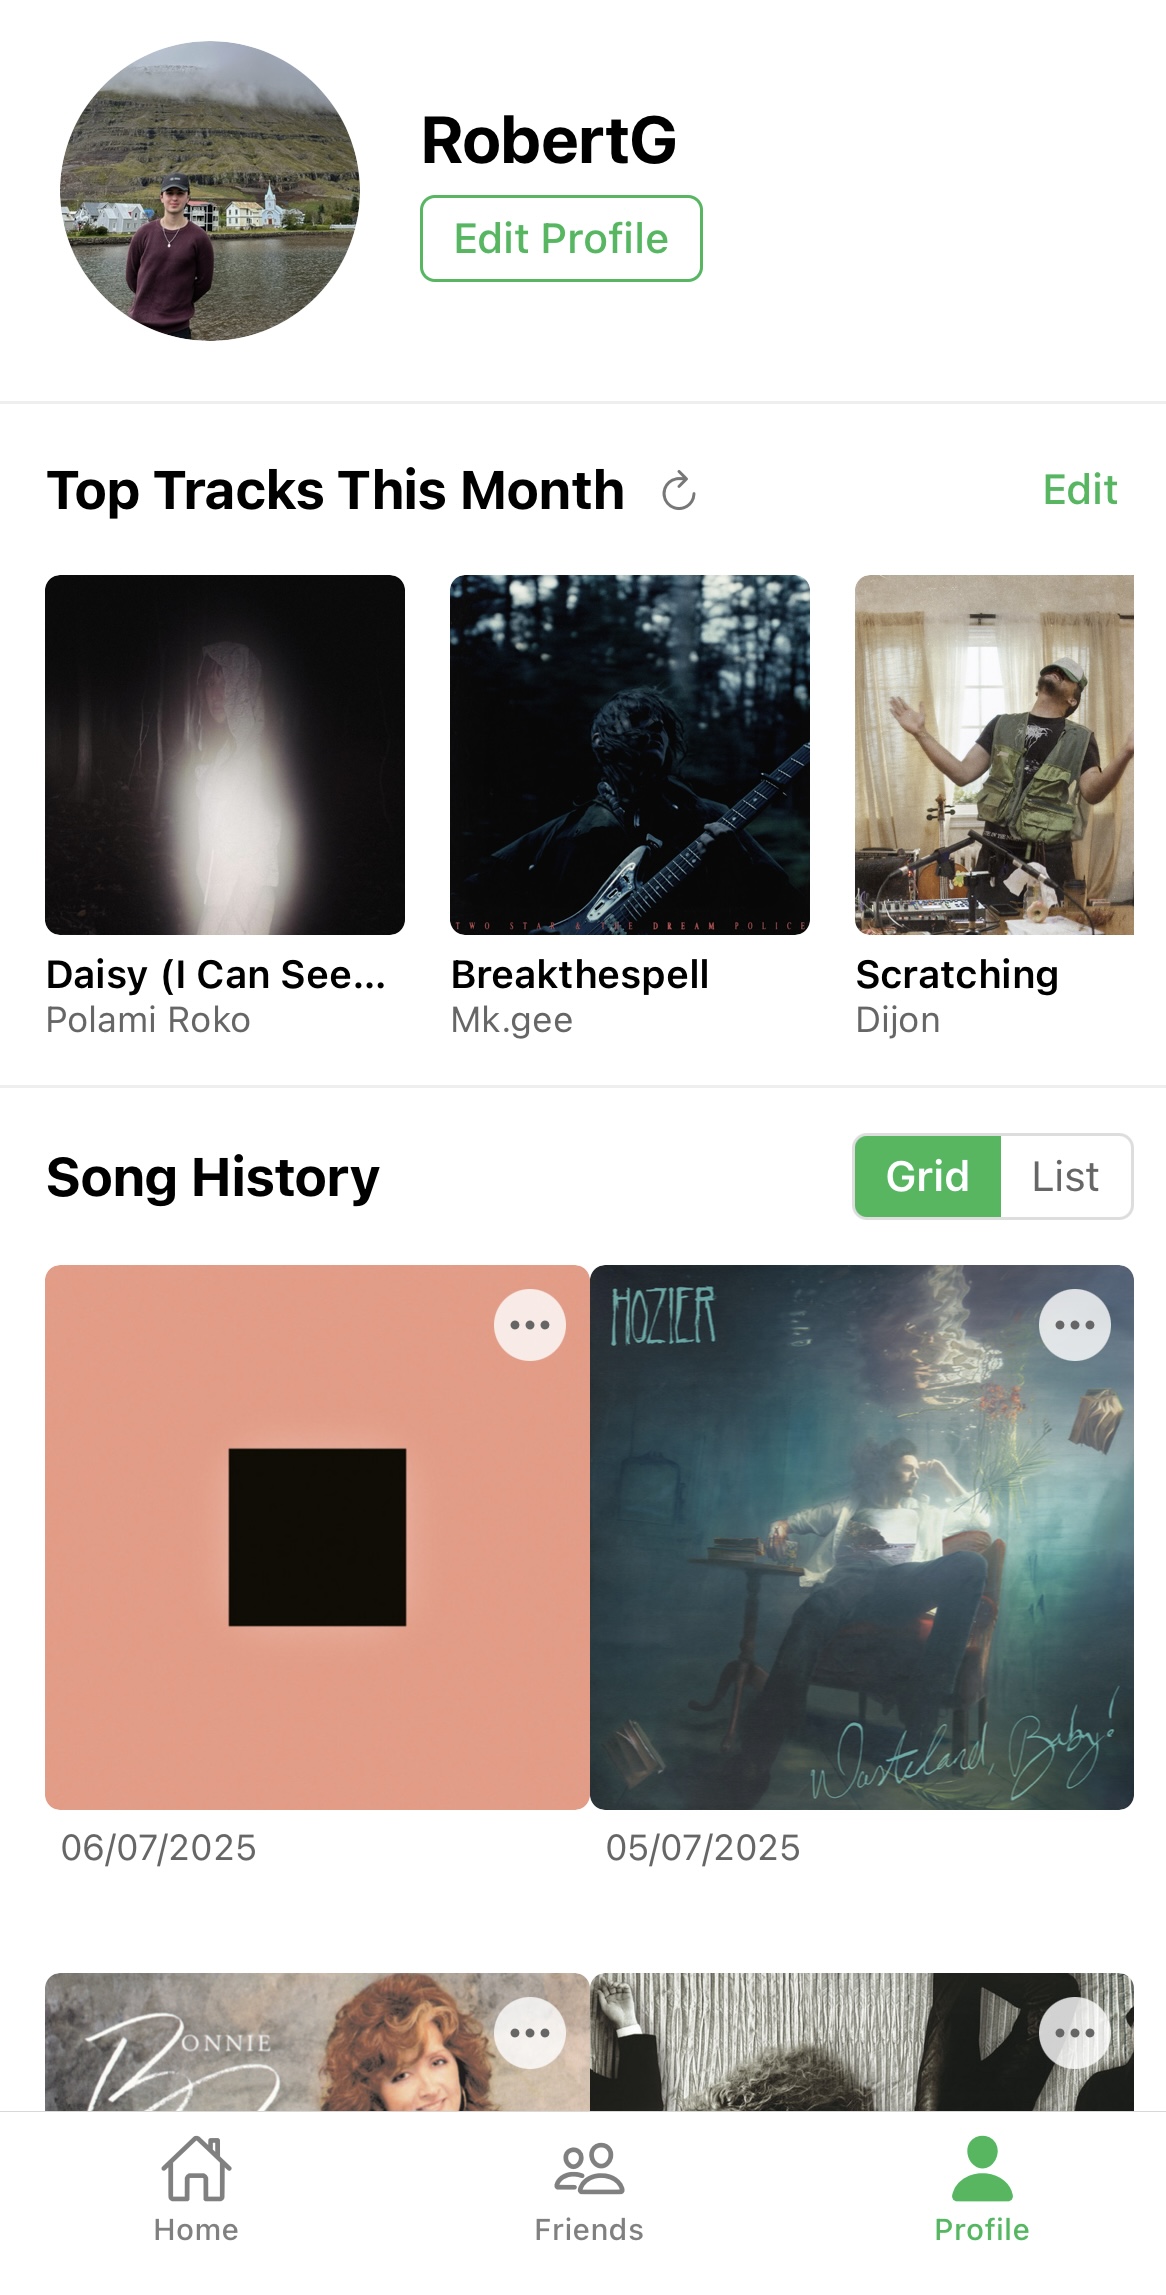 RobertG
Edit Profile
Top Tracks This Month
Edit
TWO STAR & THE DREAM POLICE
Daisy (I Can See...
Polami Roko
Breakthespell
Mk.gee
Scratching
Dijon
Song History
Grid
List
HOZIER
Wasteland, Baby!
06/07/2025
05/07/2025
BONNIE
Home
Friends
Profile